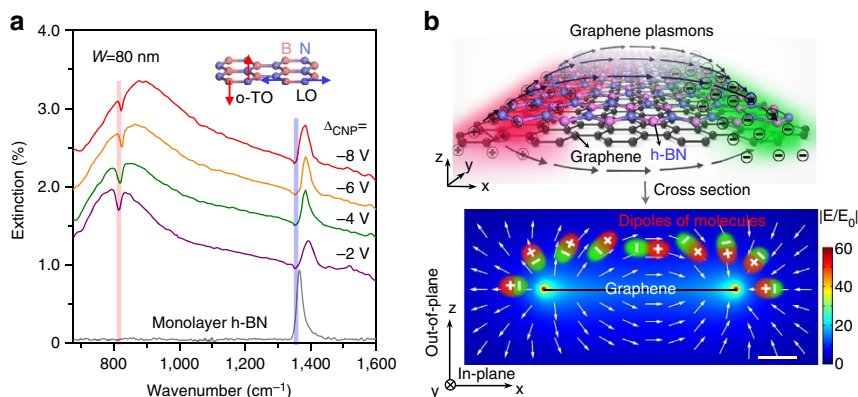 a
W=80 nm
B N
o-TO LO
ΔCNP=
−8 V
−6 V
−4 V
−2 V
Monolayer h-BN
Extinction (%)
4.0
3.0
2.0
1.0
0
800 1,000 1,200 1,400 1,600
Wavenumber (cm−1)
b
Graphene plasmons
+ + + + + + − − − − − − − −
Graphene h-BN
z
y
x
Cross section
Dipoles of molecules
+ − + − + − + − − + − + − + − + − +
Graphene
Out-of-plane
z
In-plane
y x
|E/E0|
60
40
20
0